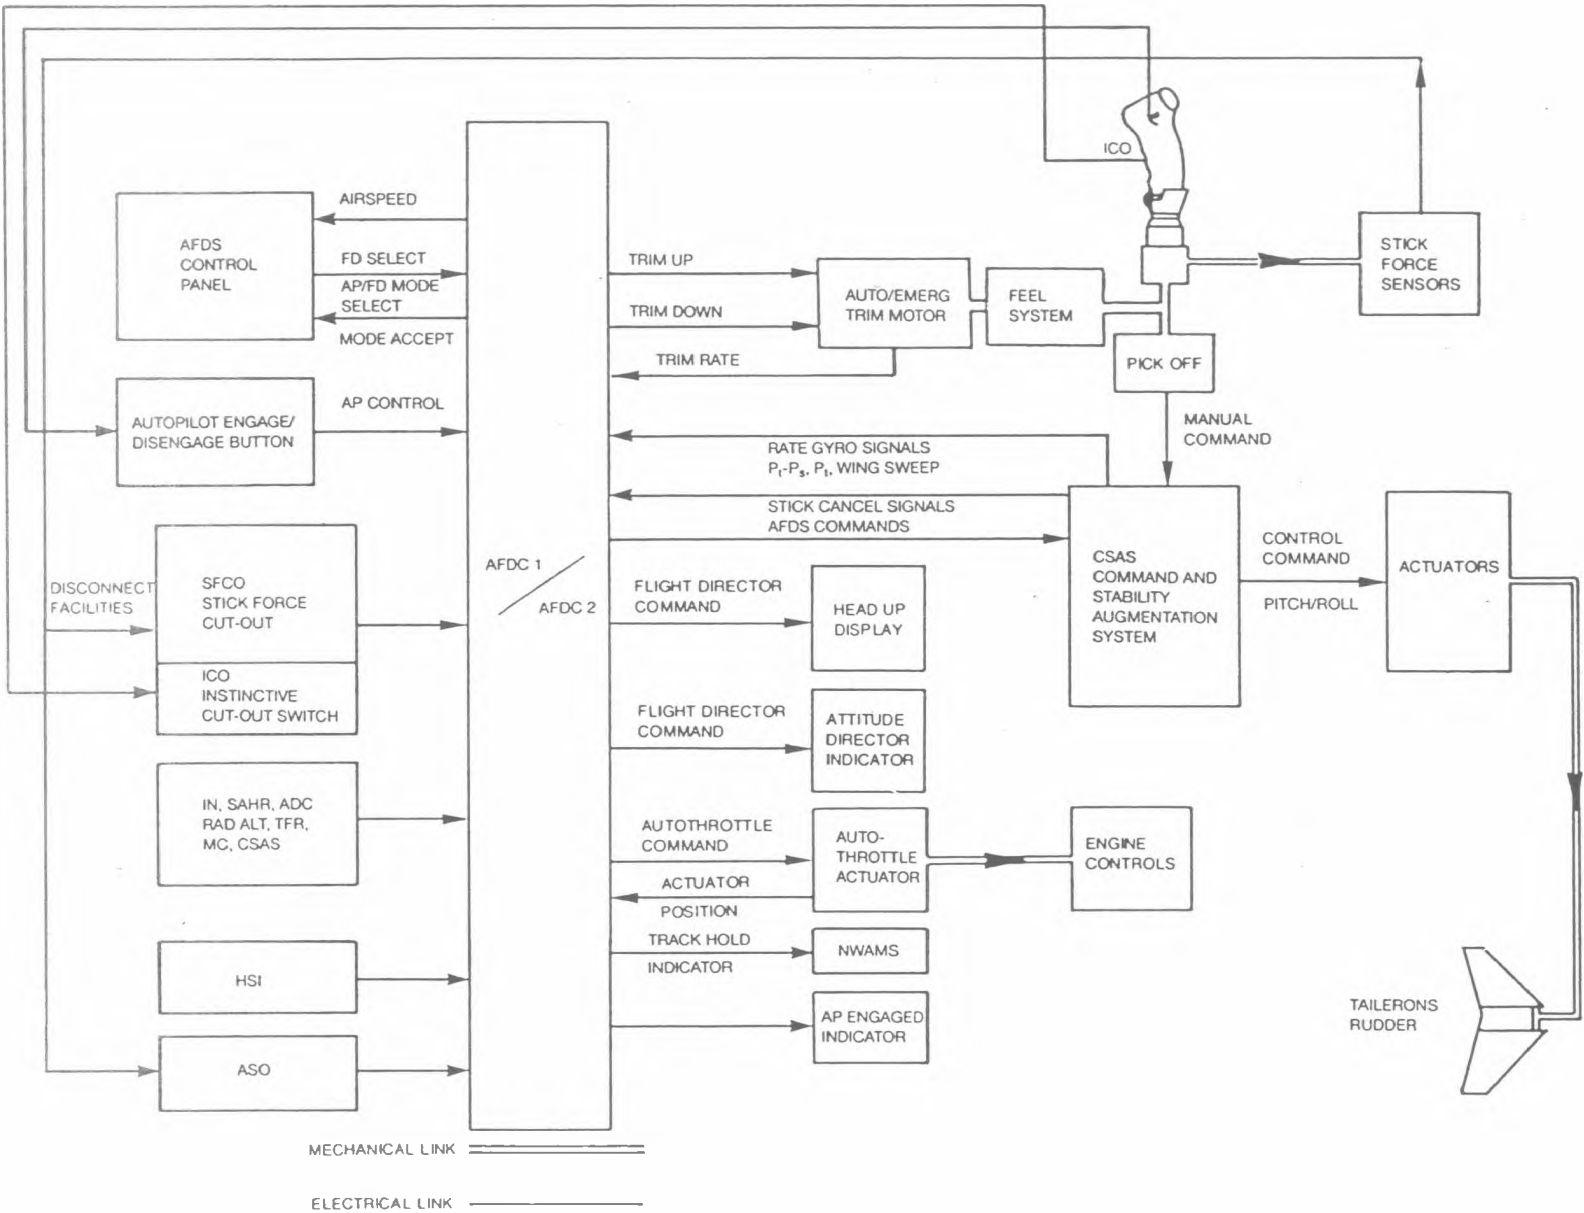 ICO
AIRSPEED
AFDS
CONTROL
PANEL
FD SELECT
AP/FD MODE
SELECT
MODE ACCEPT
TRIM UP
TRIM DOWN
TRIM RATE
AUTO/EMERG
TRIM MOTOR
FEEL
SYSTEM
STICK
FORCE
SENSORS
PICK OFF
MANUAL
COMMAND
AUTOPILOT ENGAGE/
DISENGAGE BUTTON
AP CONTROL
RATE GYRO SIGNALS
Pt-Ps, Pt, WING SWEEP
STICK CANCEL SIGNALS
AFDS COMMANDS
DISCONNECT
FACILITIES
SFCO
STICK FORCE
CUT-OUT
ICO
INSTINCTIVE
CUT-OUT SWITCH
AFDC 1
AFDC 2
FLIGHT DIRECTOR
COMMAND
HEAD UP
DISPLAY
CSAS
COMMAND AND
STABILITY
AUGMENTATION
SYSTEM
CONTROL
COMMAND
PITCH/ROLL
ACTUATORS
FLIGHT DIRECTOR
COMMAND
ATTITUDE
DIRECTOR
INDICATOR
IN, SAHR, ADC
RAD ALT, TFR,
MC, CSAS
AUTOTHROTTLE
COMMAND
ACTUATOR
POSITION
AUTO-
THROTTLE
ACTUATOR
ENGINE
CONTROLS
TRACK HOLD
INDICATOR
NWAMS
HSI
AP ENGAGED
INDICATOR
TAILERONS
RUDDER
ASO
MECHANICAL LINK
ELECTRICAL LINK